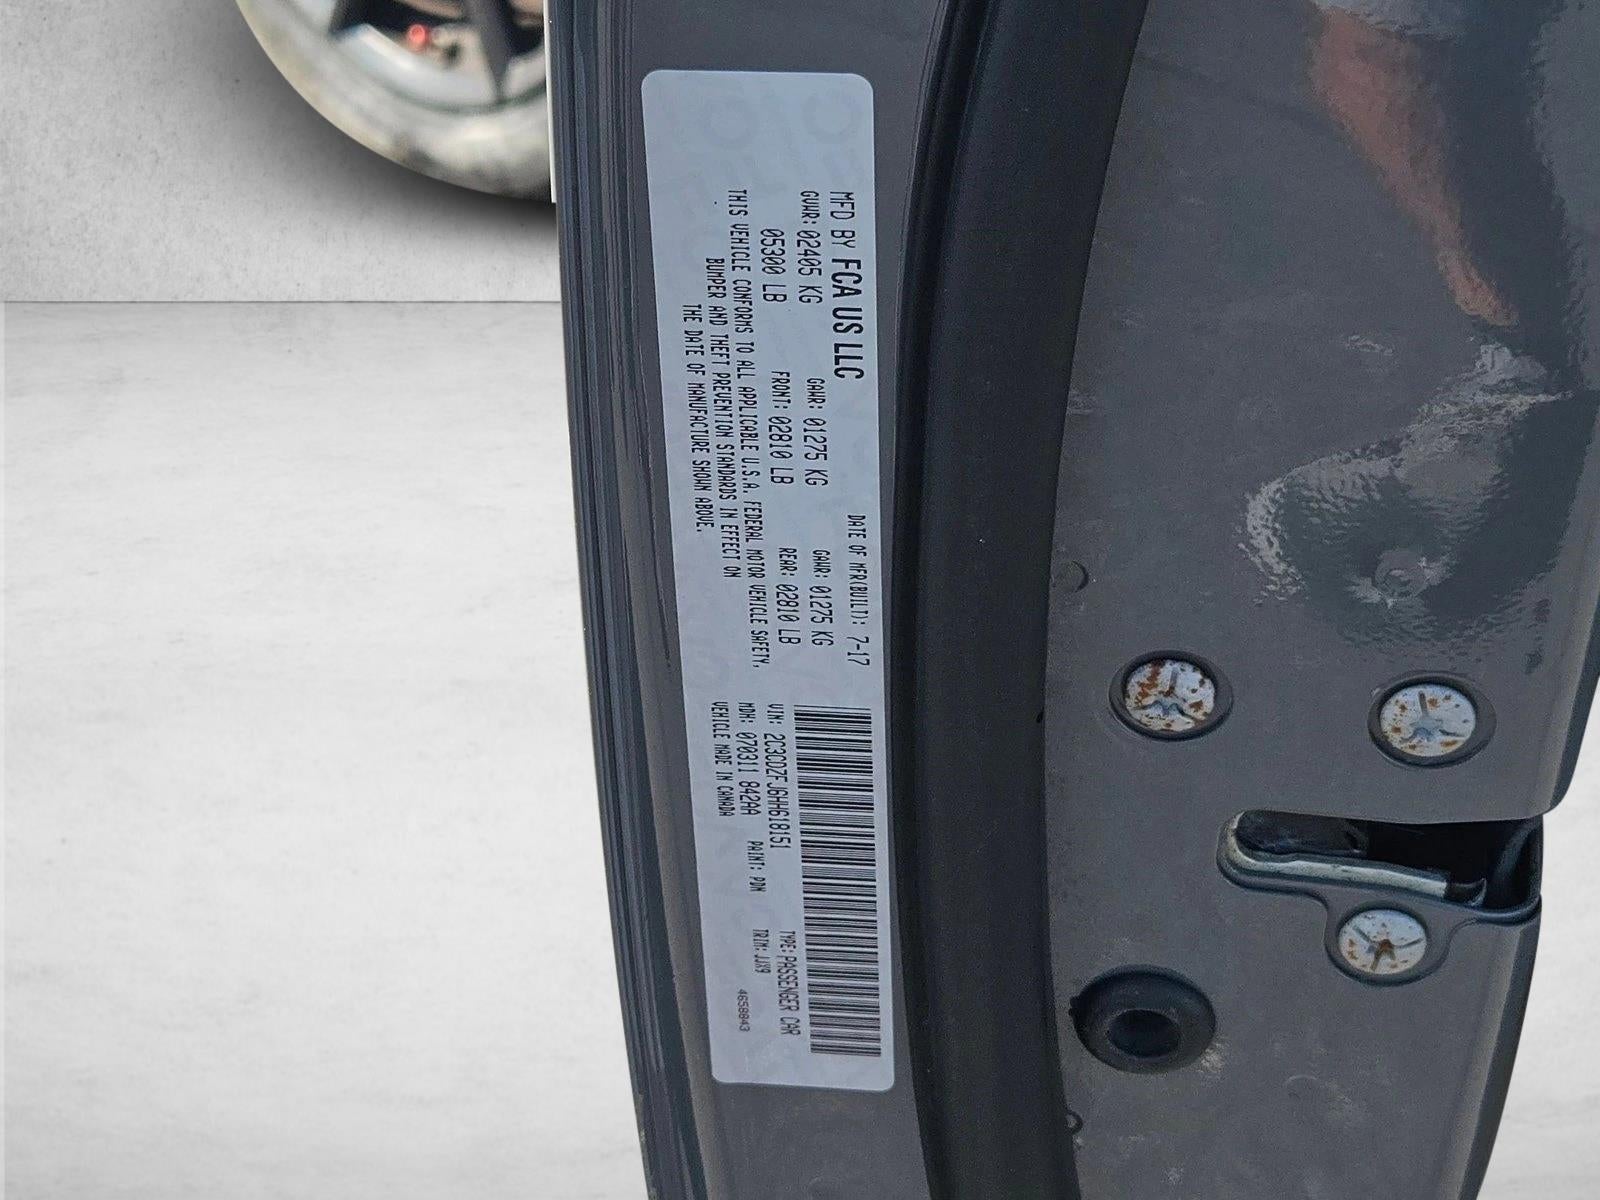 MFD BY FCA US LLC
DATE OF MFR(BUILT): 7-17
GVWR: 02405 KG GAWR: 01275 KG GAWR: 01275 KG
05300 LB FRONT: 02810 LB REAR: 02810 LB
THIS VEHICLE CONFORMS TO ALL APPLICABLE U.S.A. FEDERAL MOTOR VEHICLE SAFETY,
BUMPER AND THEFT PREVENTION STANDARDS IN EFFECT ON
THE DATE OF MANUFACTURE SHOWN ABOVE.
VIN: 2C3CDZFJ6HH618151 TYPE: PASSENGER CAR
MDH: 070311 842AA PAINT: PDN TRIM: JJX9
VEHICLE MADE IN CANADA 4658843